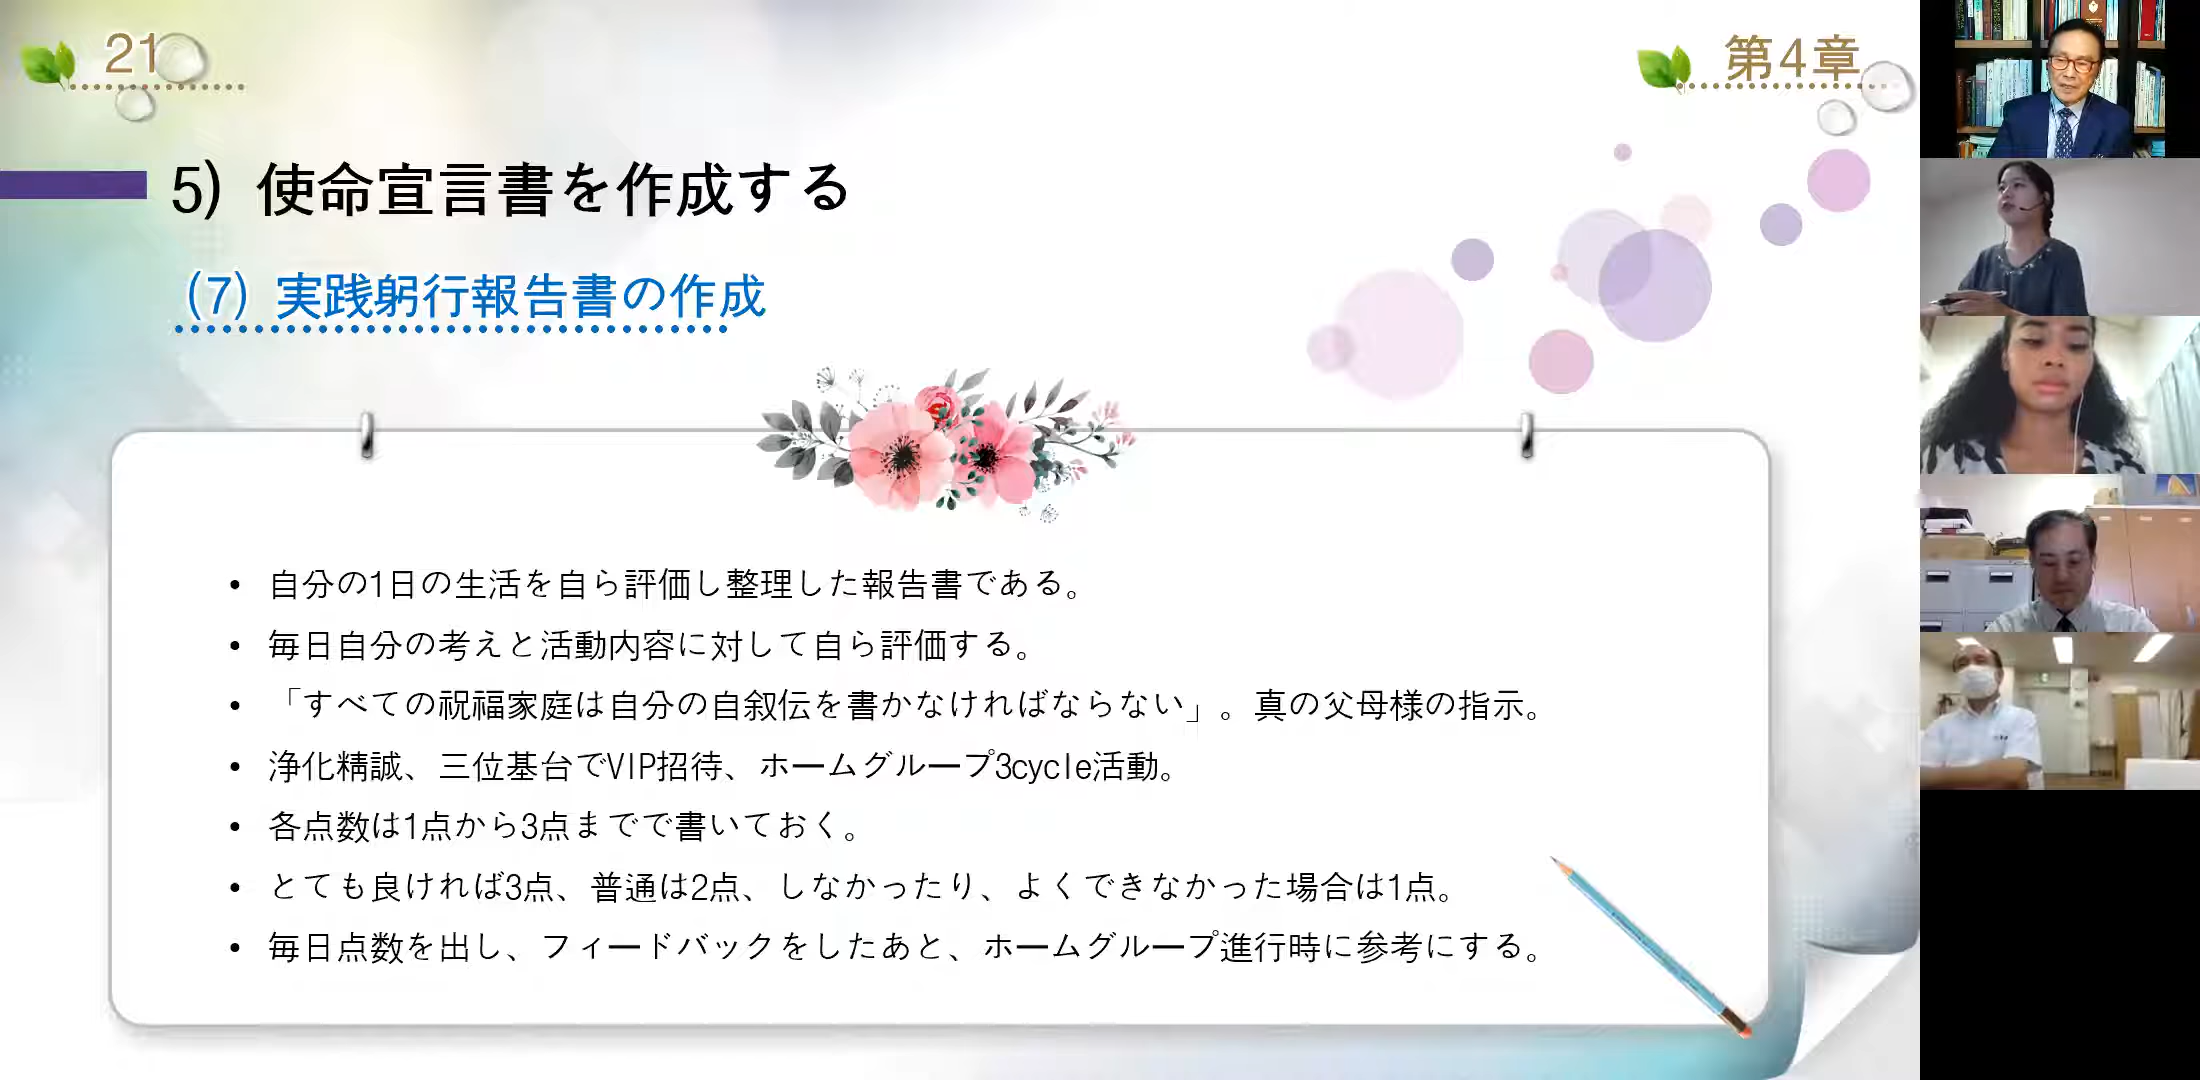 21
第4章
5) 使命宣言書を作成する
(7) 実践躬行報告書の作成
• 自分の1日の生活を自ら評価し整理した報告書である。
• 毎日自分の考えと活動内容に対して自ら評価する。
• 「すべての祝福家庭は自分の自叙伝を書かなければならない」。真の父母様の指示。
• 浄化精誠、三位基台でVIP招待、ホームグループ3cycle活動。
• 各点数は1点から3点までで書いておく。
• とても良ければ3点、普通は2点、しなかったり、よくできなかった場合は1点。
• 毎日点数を出し、フィードバックをしたあと、ホームグループ進行時に参考にする。